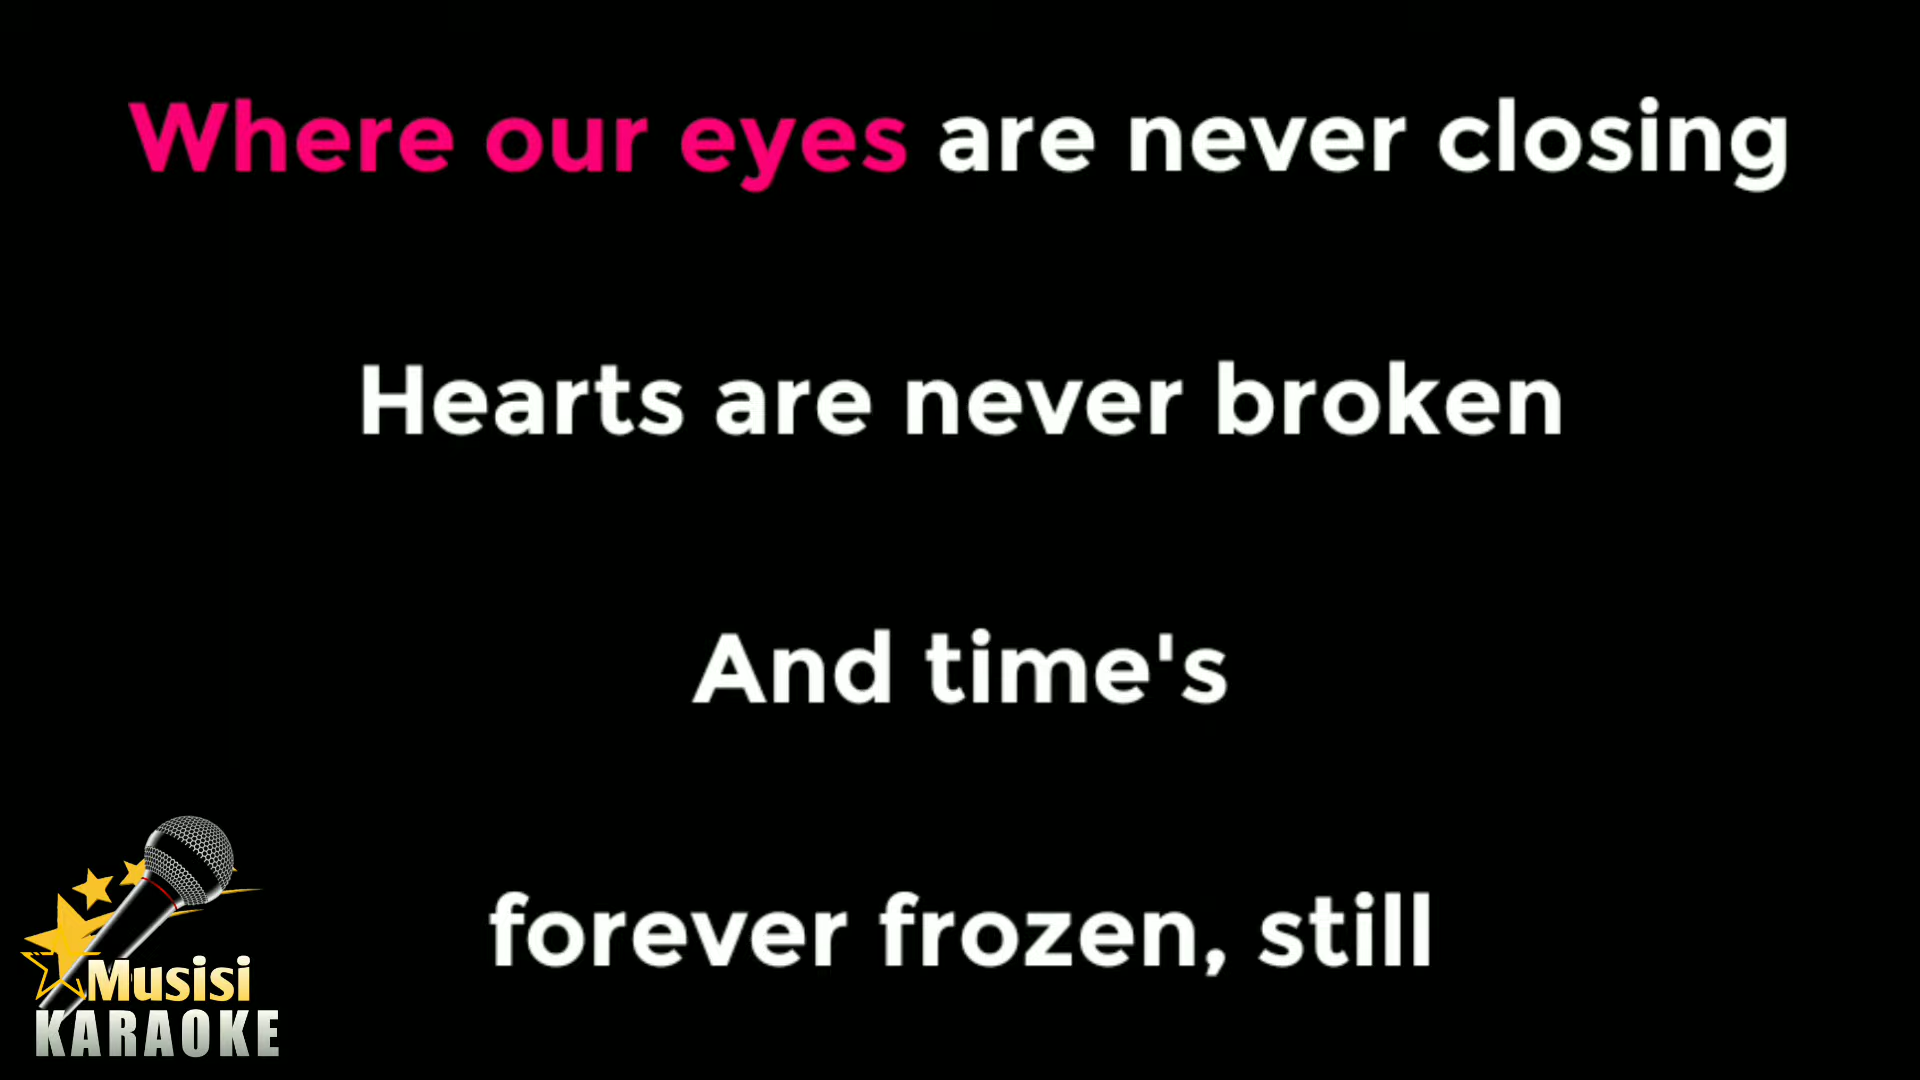 Where our eyes are never closing
Hearts are never broken
And time's
forever frozen, still
Musisi
KARAOKE